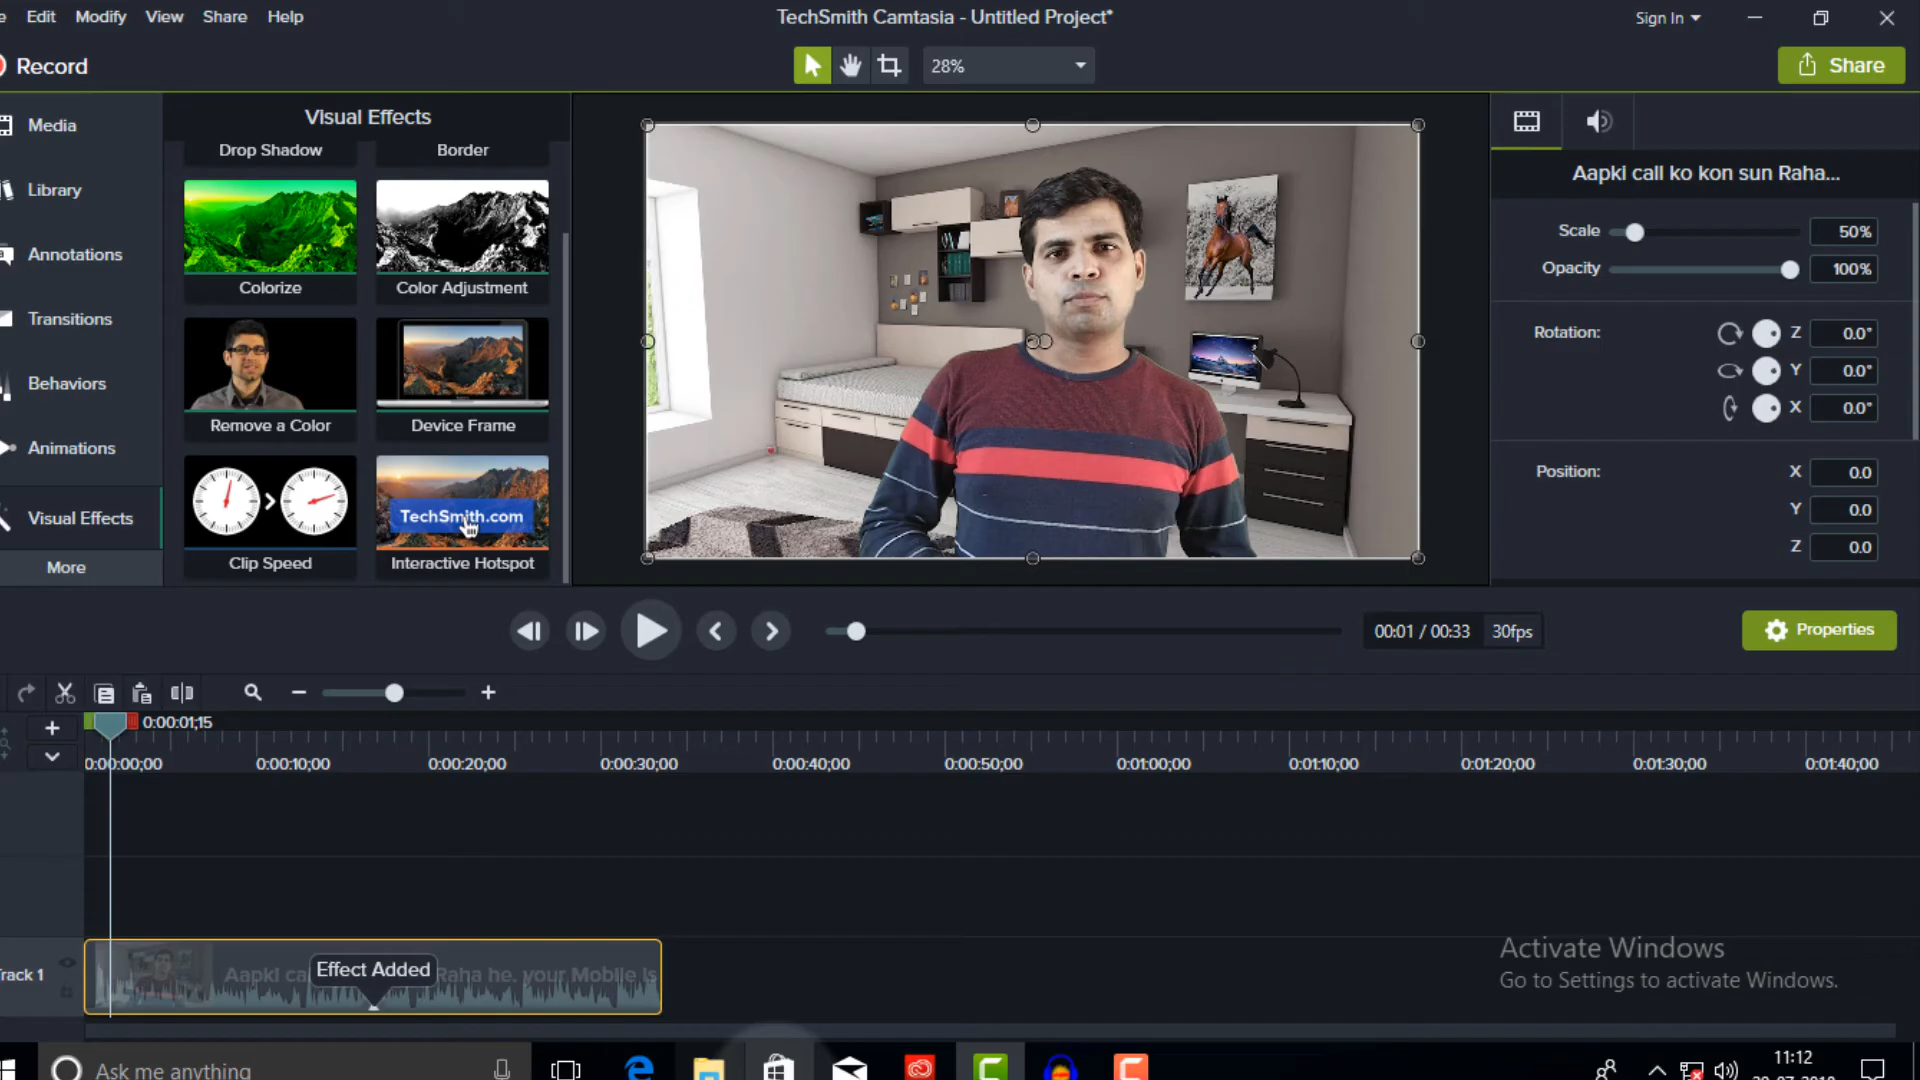 Edit Modify View Share Help
TechSmith Camtasia - Untitled Project*
Sign In
Record
28%
Share
Media
Library
Annotations
Transitions
Behaviors
Animations
Visual Effects
More
Visual Effects
Drop Shadow
Border
Colorize
Color Adjustment
Remove a Color
Device Frame
TechSmith.com
Clip Speed
Interactive Hotspot
Aapki call ko kon sun Raha...
Scale 50%
Opacity 100%
Rotation: Z 0.0°
Y 0.0°
X 0.0°
Position: X 0.0
Y 0.0
Z 0.0
00:01 / 00:33 30fps
Properties
0:00:01;15
0:00:00;00 0:00:10;00 0:00:20;00 0:00:30;00 0:00:40;00 0:00:50;00 0:01:00;00 0:01:10;00 0:01:20;00 0:01:30;00 0:01:40;00
Effect Added
Raha he. your Mobile is
Activate Windows
Go to Settings to activate Windows.
Ask me anything
11:12